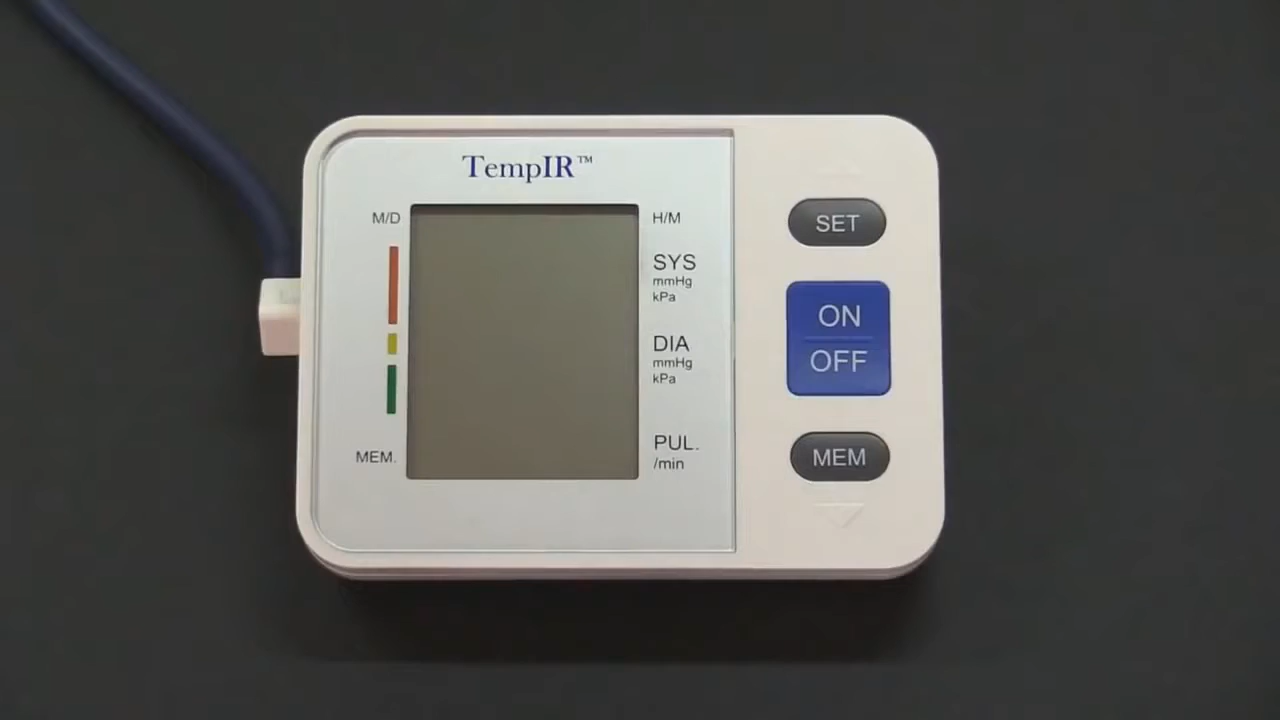 TempIR™
M/D
H/M
SYS
mmHg
kPa
DIA
mmHg
kPa
MEM.
PUL.
/min
SET
ON
OFF
MEM